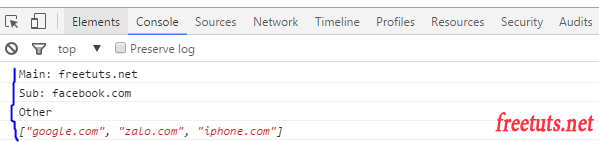 Elements Console Sources Network Timeline Profiles Resources Security Audits
top Preserve log
Main: freetuts.net
Sub: facebook.com
Other
["google.com", "zalo.com", "iphone.com"]
freetuts.net